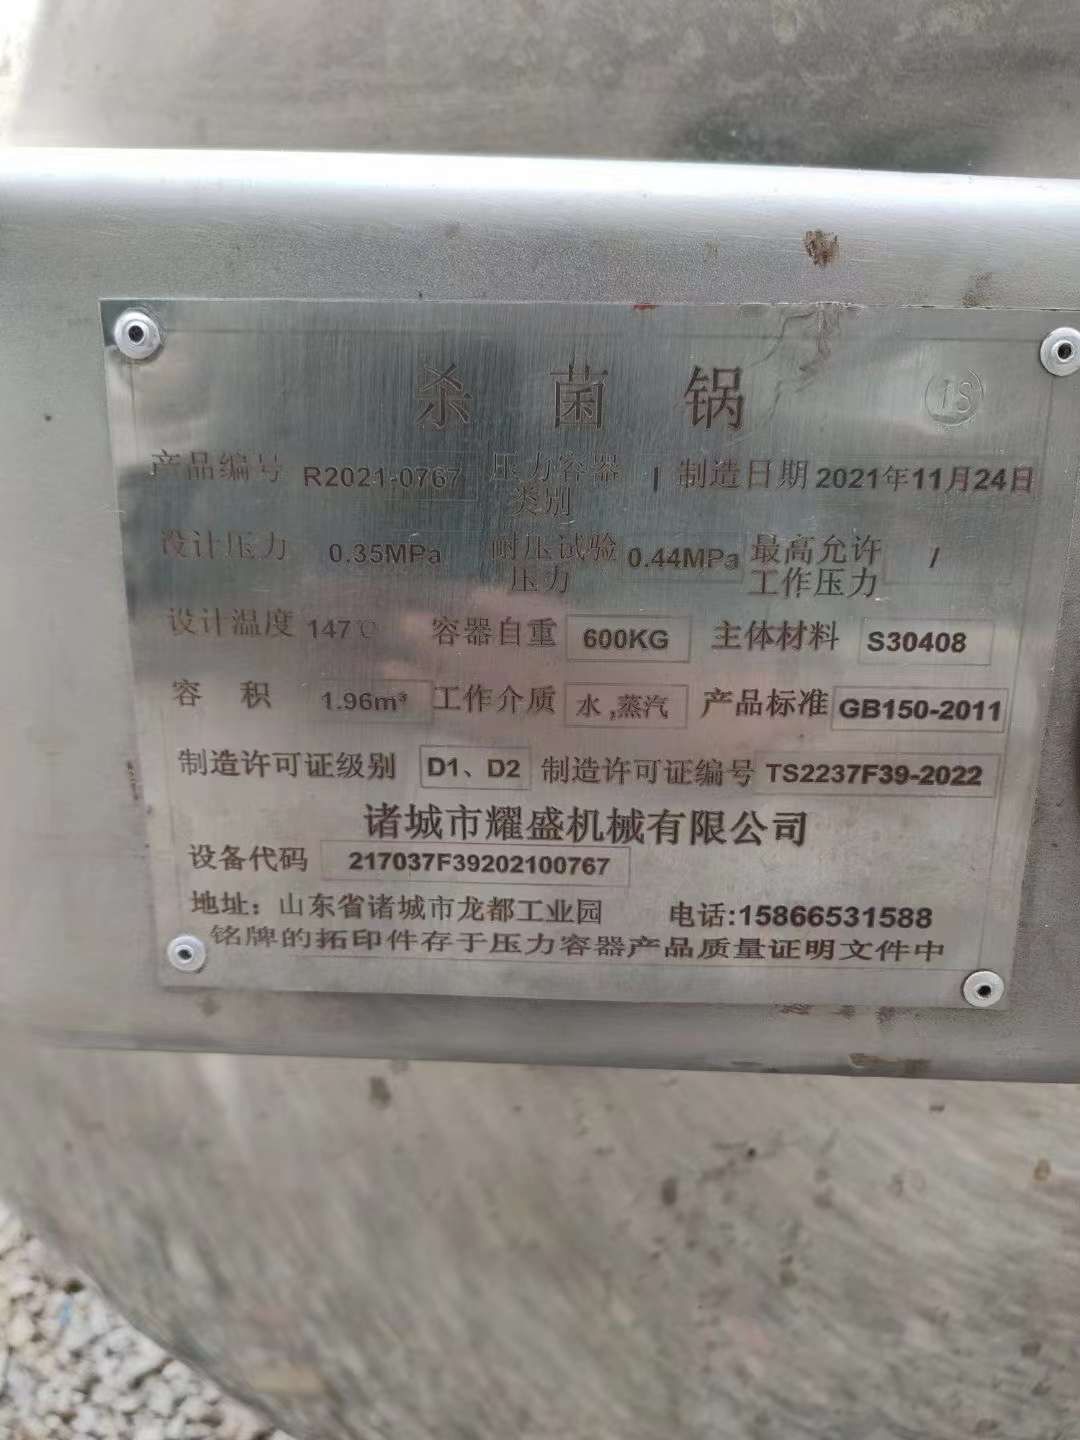 杀菌锅 TS
产品编号 R2021-0767 压力容器类别 I 制造日期 2021年11月24日
设计压力 0.35MPa 耐压试验压力 0.44MPa 最高允许工作压力 /
设计温度 147℃ 容器自重 600KG 主体材料 S30408
容积 1.96m³ 工作介质 水,蒸汽 产品标准 GB150-2011
制造许可证级别 D1、D2 制造许可证编号 TS2237F39-2022
诸城市耀盛机械有限公司
设备代码 217037F39202100767
地址：山东省诸城市龙都工业园 电话:15866531588
铭牌的拓印件存于压力容器产品质量证明文件中